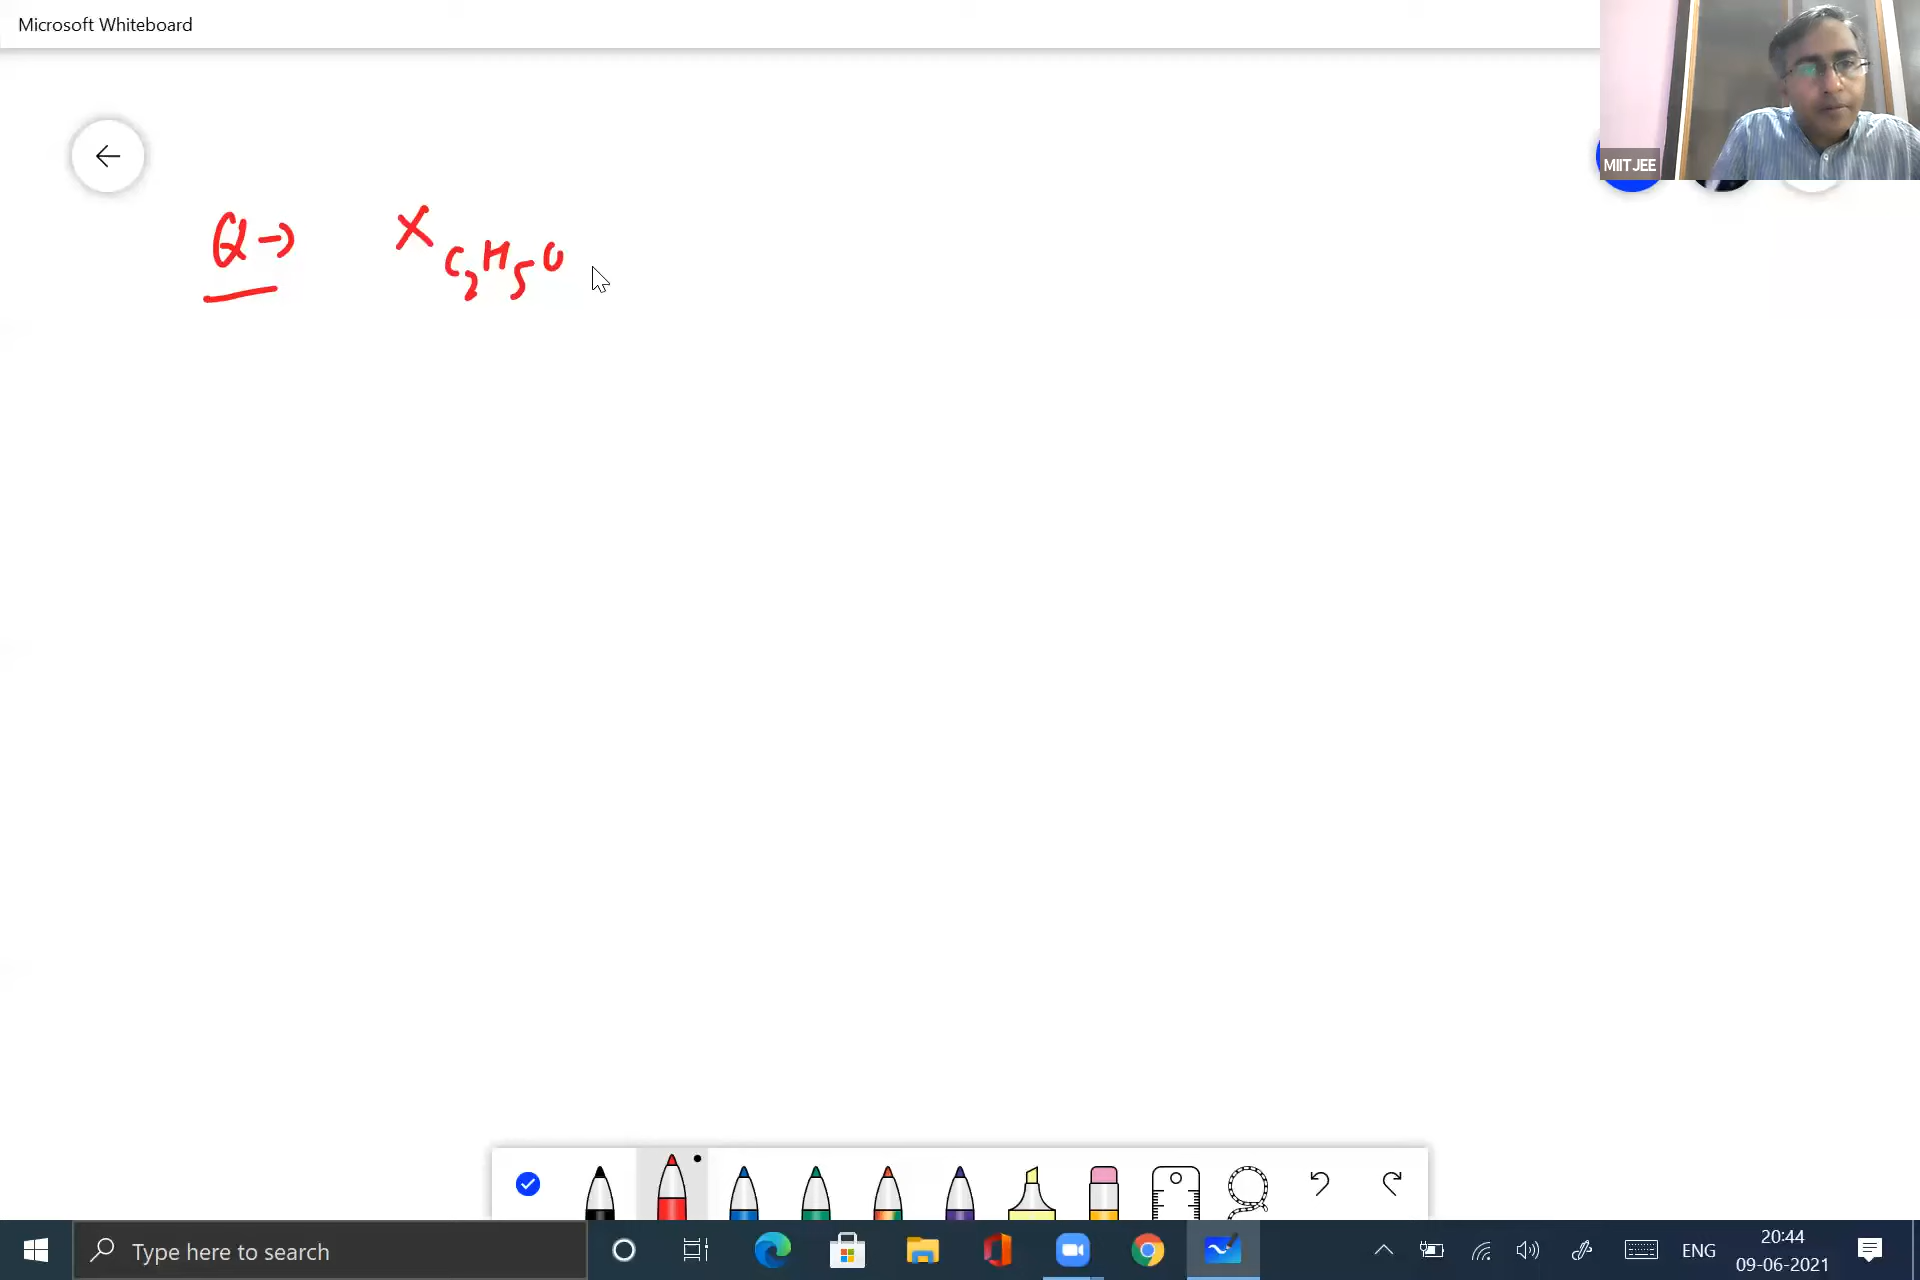 Microsoft Whiteboard
MIIT JEE
Q→ X C₂H₅O
Type here to search
ENG
20:44
09-06-2021